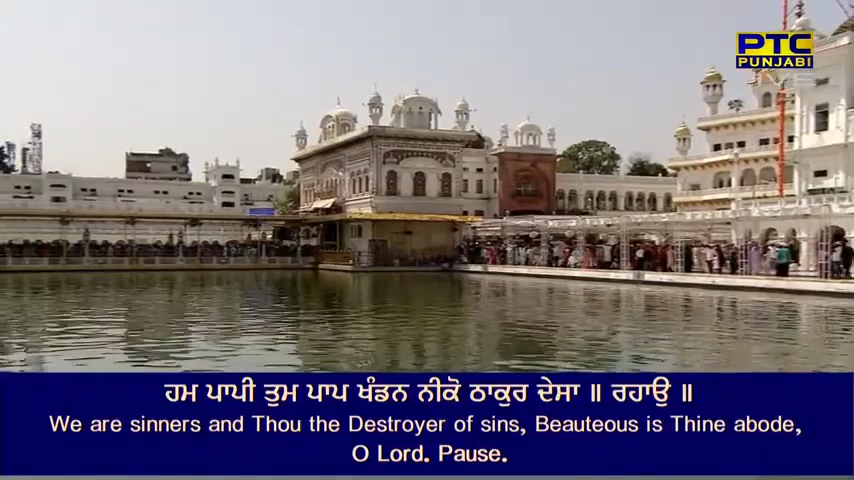 PTC
PUNJABI
LIVE
ਹਮ ਪਾਪੀ ਤੁਮ ਪਾਪ ਖੰਡਨ ਨੀਕੋ ਠਾਕੁਰ ਦੇਸਾ ॥ ਰਹਾਉ ॥
We are sinners and Thou the Destroyer of sins, Beauteous is Thine abode,
O Lord. Pause.